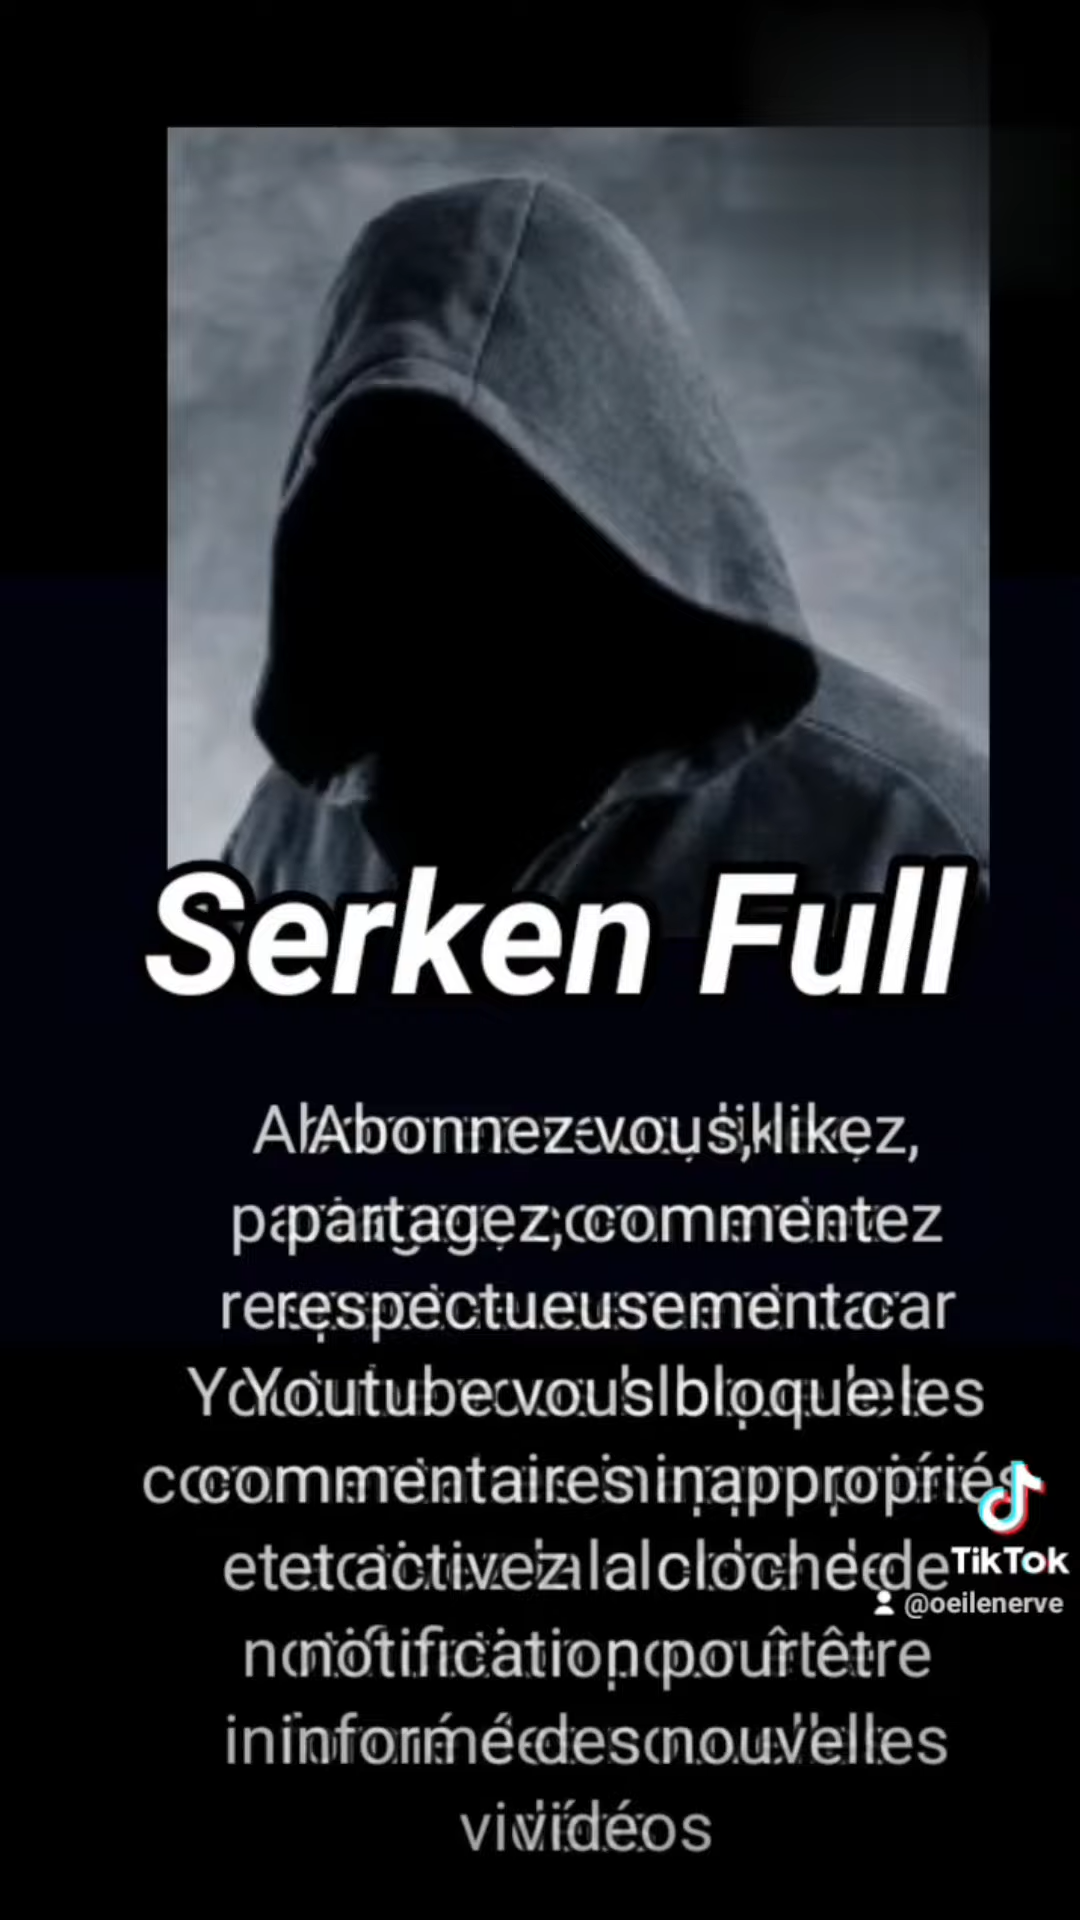 Serken Full
Abonnez-vous, likez,
partagez, commentez
respectueusement car
Youtube vous bloque les
commentaires inappropriés
et activez la cloche de
notification pour être
informé des nouvelles
vidéos
TikTok
@oeilenerve